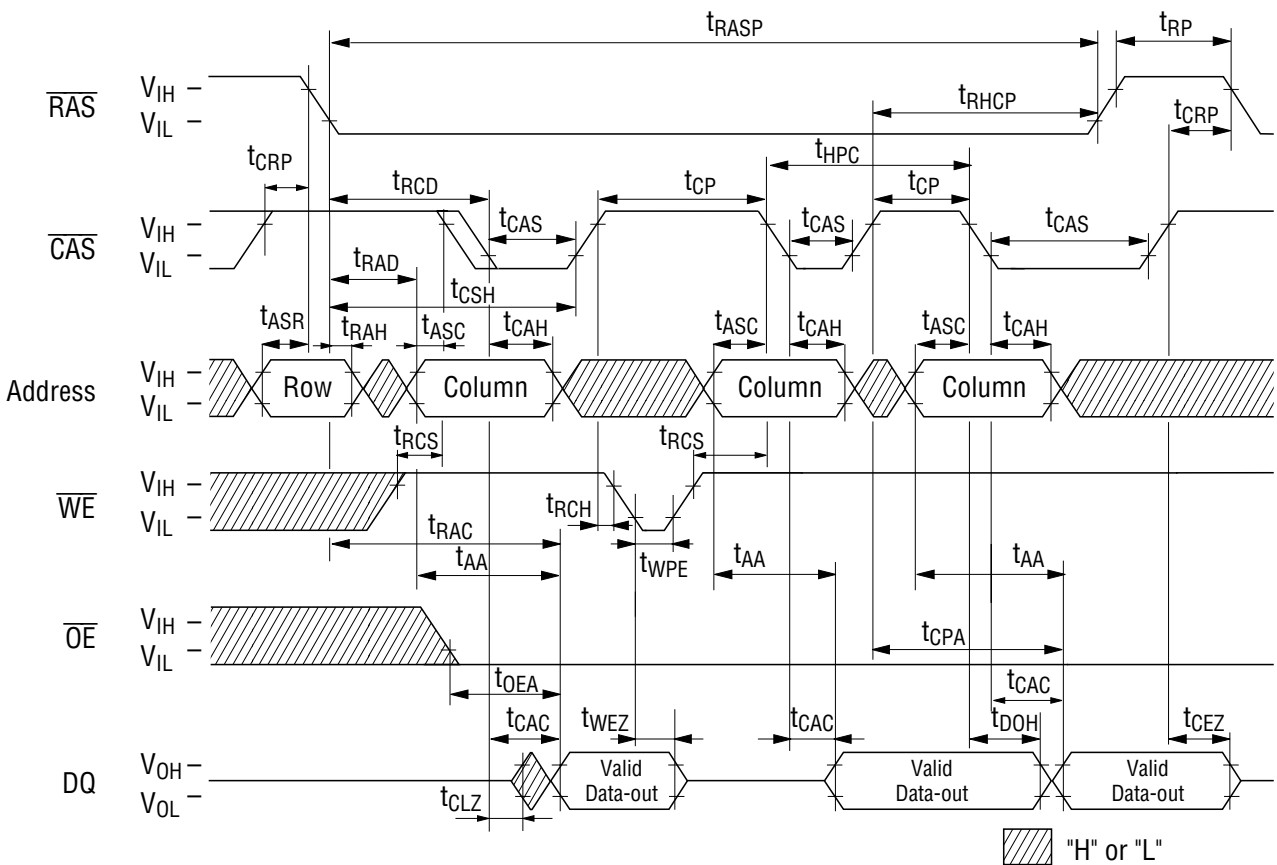 tRASP
tRP
RAS
VIH
VIL
tRHCP
tCRP
tCRP
tRCD
tCP
tHPC
tCP
CAS
VIH
VIL
tCAS
tCAS
tCAS
tRAD
tCSH
tASR
tRAH
tASC
tCAH
tASC
tCAH
tASC
tCAH
Address
VIH
VIL
Row
Column
Column
Column
tRCS
tRCS
WE
VIH
VIL
tRCH
tRAC
tWPE
tAA
tAA
tAA
OE
VIH
VIL
tCPA
tOEA
tCAC
tCAC
tWEZ
tCAC
tDOH
tCEZ
DQ
VOH
VOL
Valid
Data-out
Valid
Data-out
Valid
Data-out
tCLZ
"H" or "L"